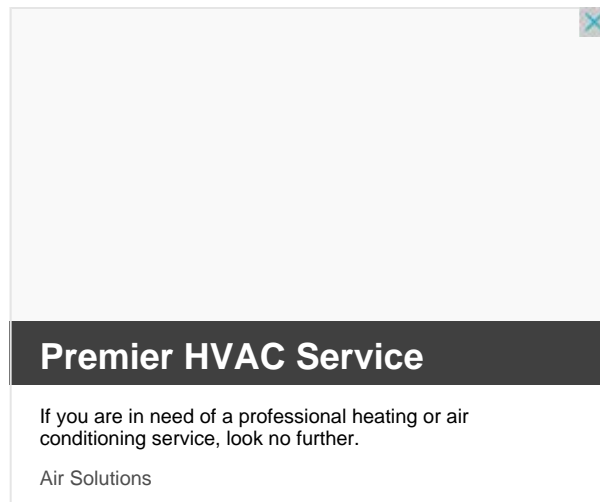 Premier HVAC Service
If you are in need of a professional heating or air
conditioning service, look no further.
Air Solutions